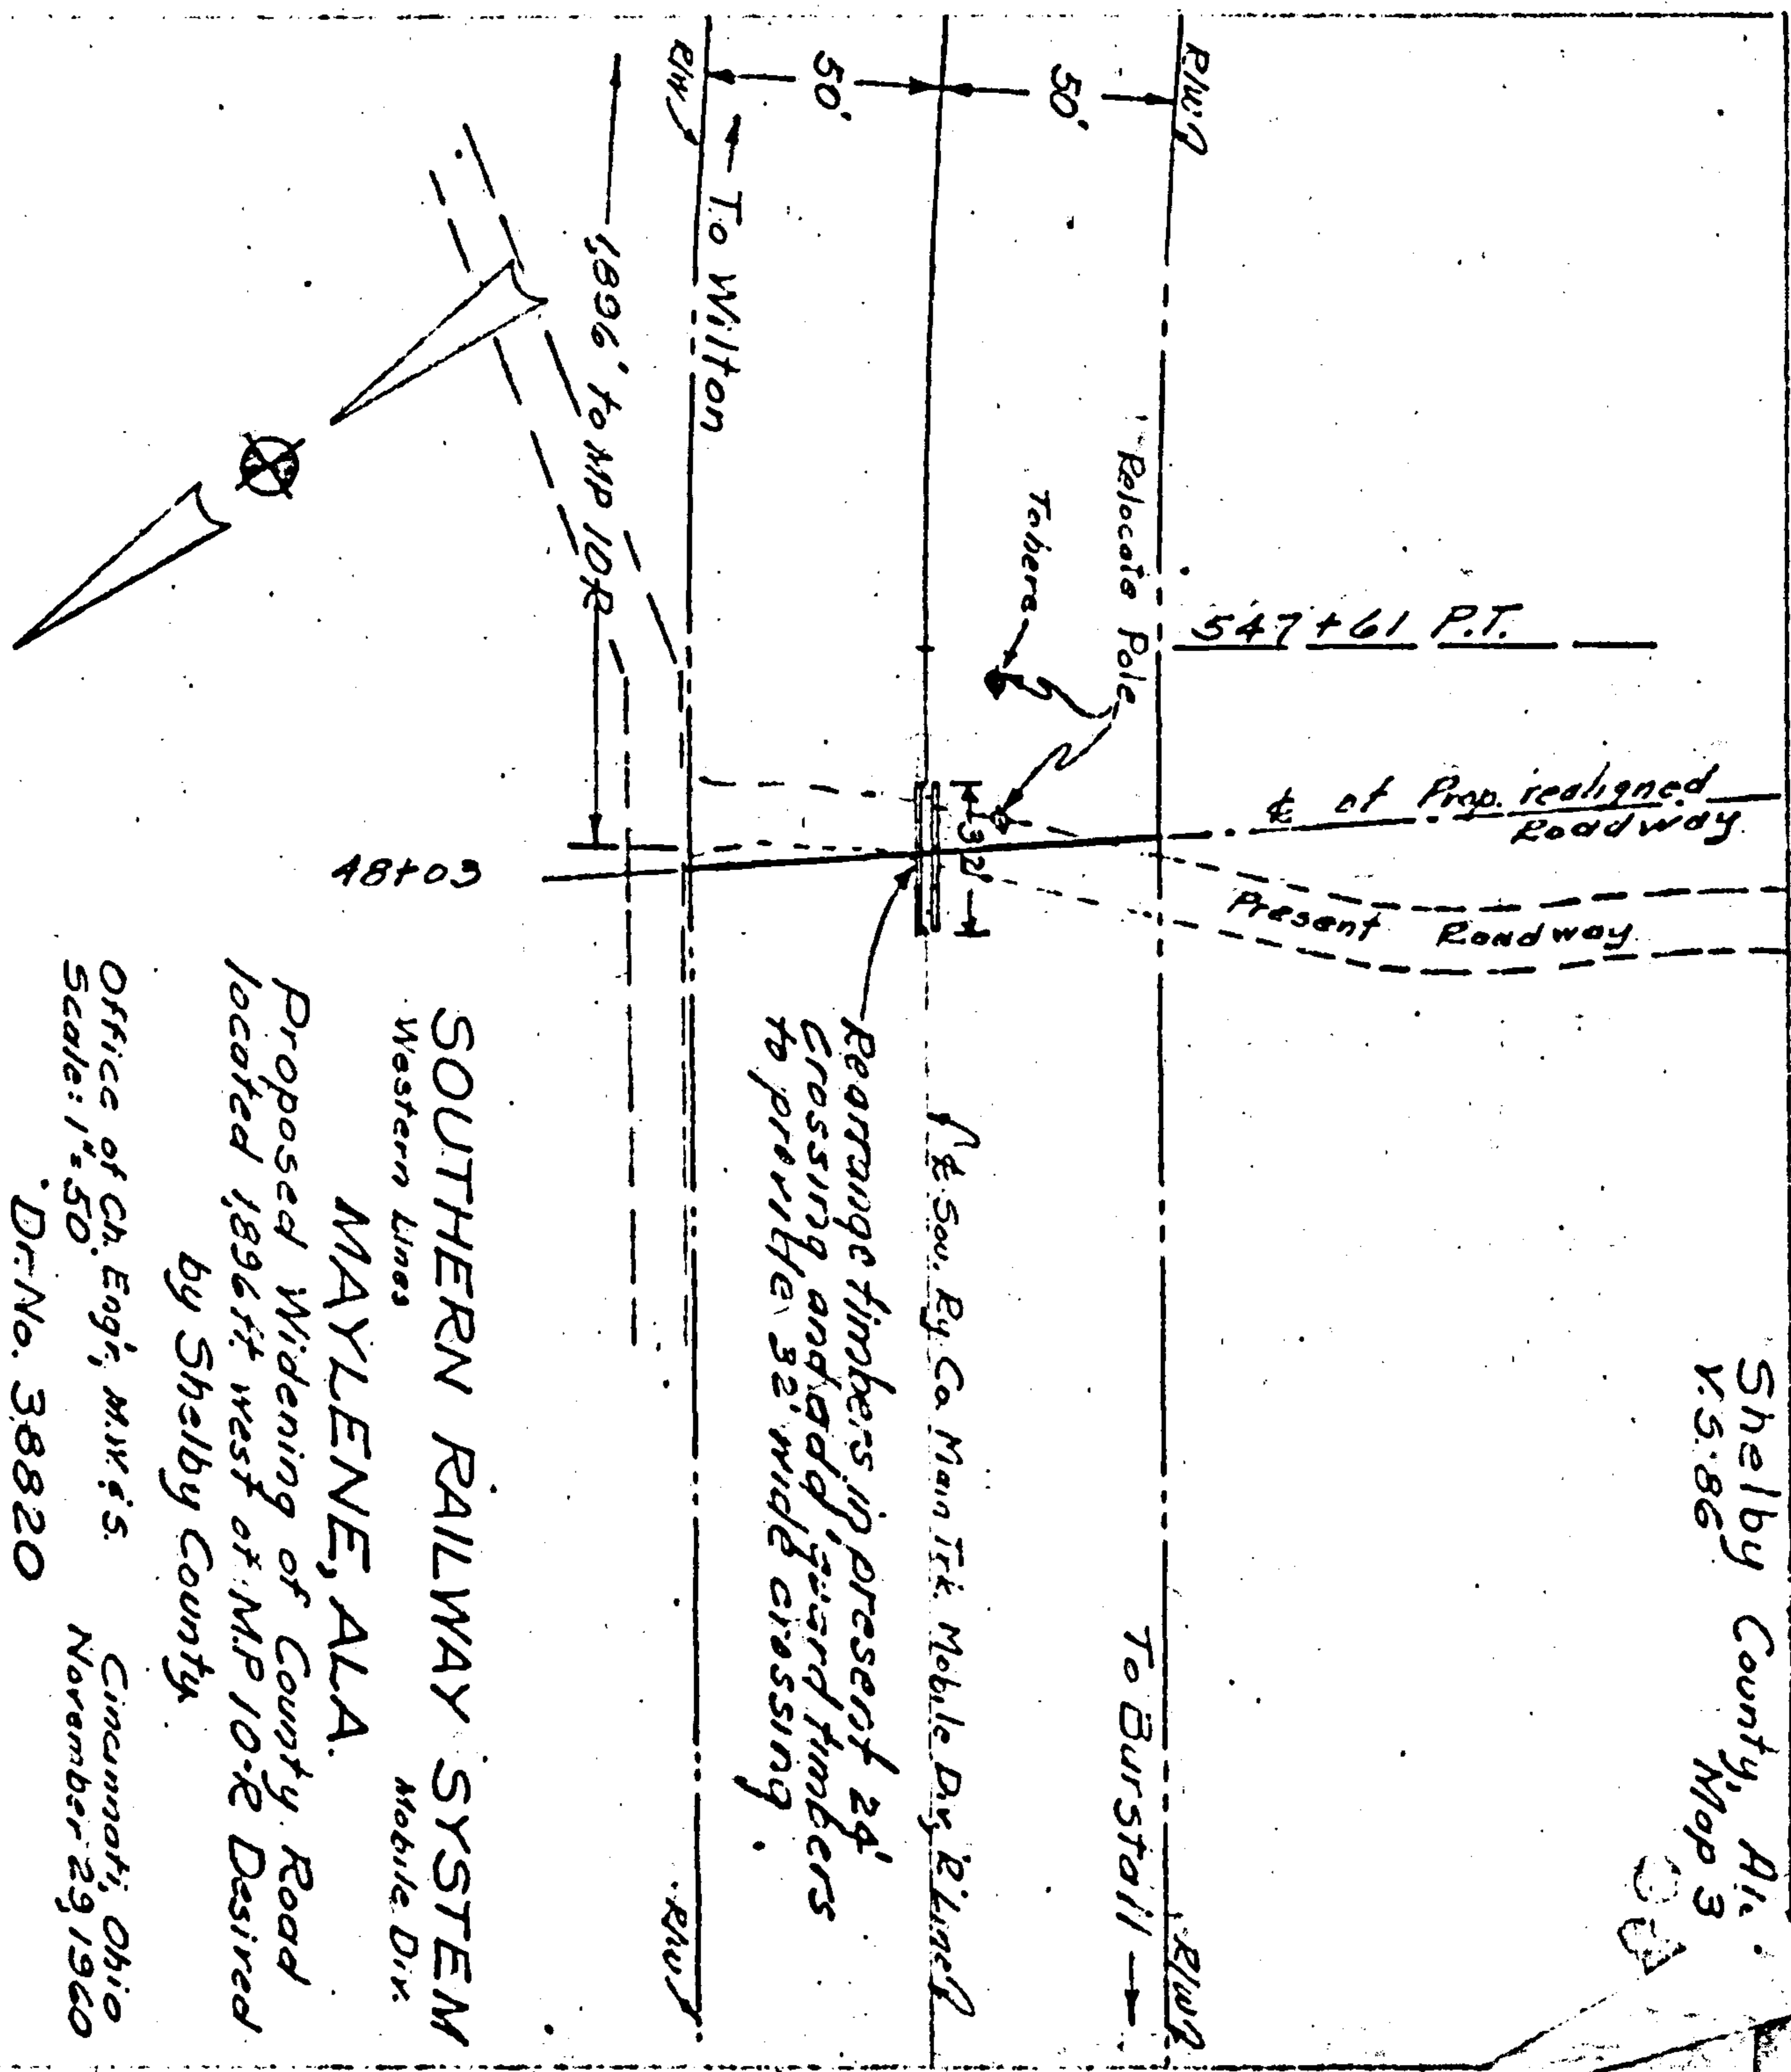 Shelby County, Ala.
V.S.-86 Map 3
R/W
R/W
To Burstall
50'
50'
Relocate Pole
To here
547+61 P.T.
℄ of Prop. realigned
Roadway.
Present Roadway
32'
℄ Sou. Ry. Co. Main Trk. Mobile Div. "R" Line
Rearrange timbers in present 24'
crossing and add guard timbers
to provide 32' wide crossing
R/W
To Wilton
R/W
1,896' to MP 10R
48+03
SOUTHERN RAILWAY SYSTEM
Western Lines Mobile Div.
MAYLENE, ALA.
Proposed Widening of County Road
located 1,896 ft. west of M.P 10-R Desired
by Shelby County.
Office of Ch. Eng'r, M.W.&S. Cincinnati, Ohio
Scale: 1"=50' November 29, 1960
Dr. No. 38820